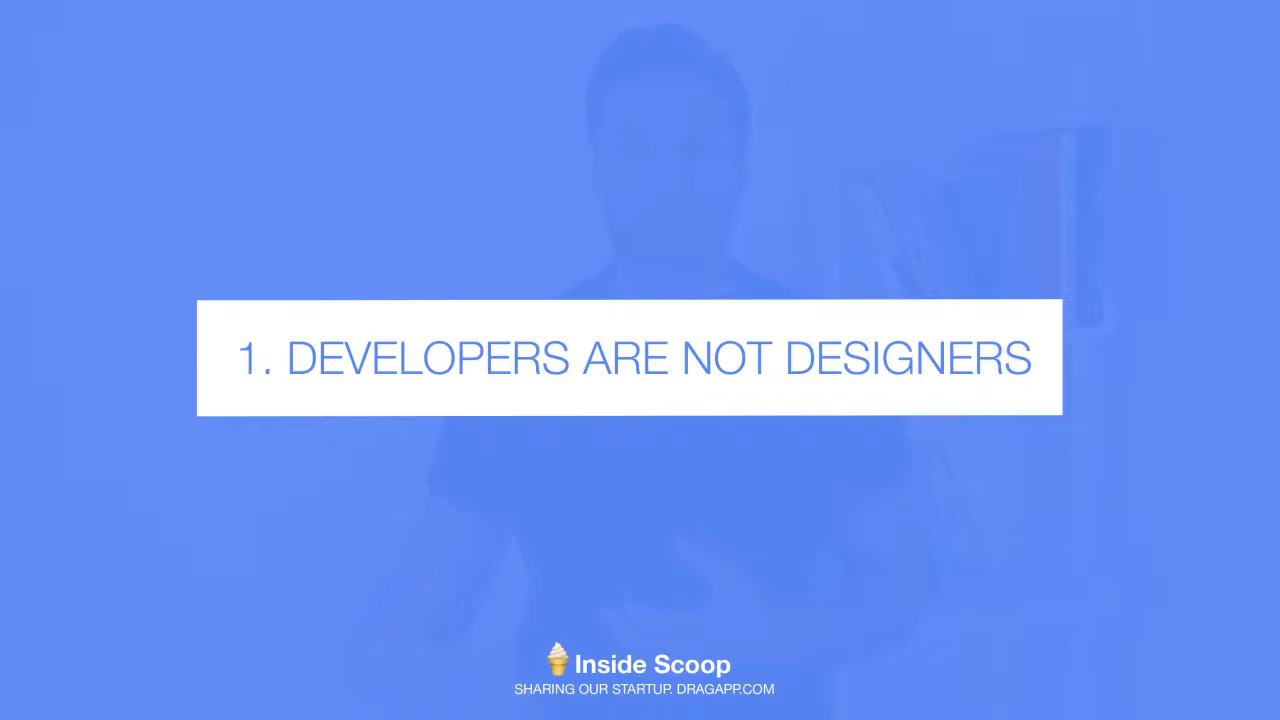 1. DEVELOPERS ARE NOT DESIGNERS
Inside Scoop
SHARING OUR STARTUP. DRAGAPP.COM